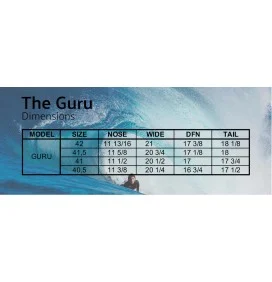 The Guru
Dimensions
MODEL SIZE NOSE WIDE DFN TAIL
GURU 42 11 13/16 21 17 3/8 18 1/8
41,5 11 5/8 20 3/4 17 1/8 18
41 11 1/2 20 1/2 17 17 3/4
40,5 11 3/8 20 1/4 16 3/4 17 1/2